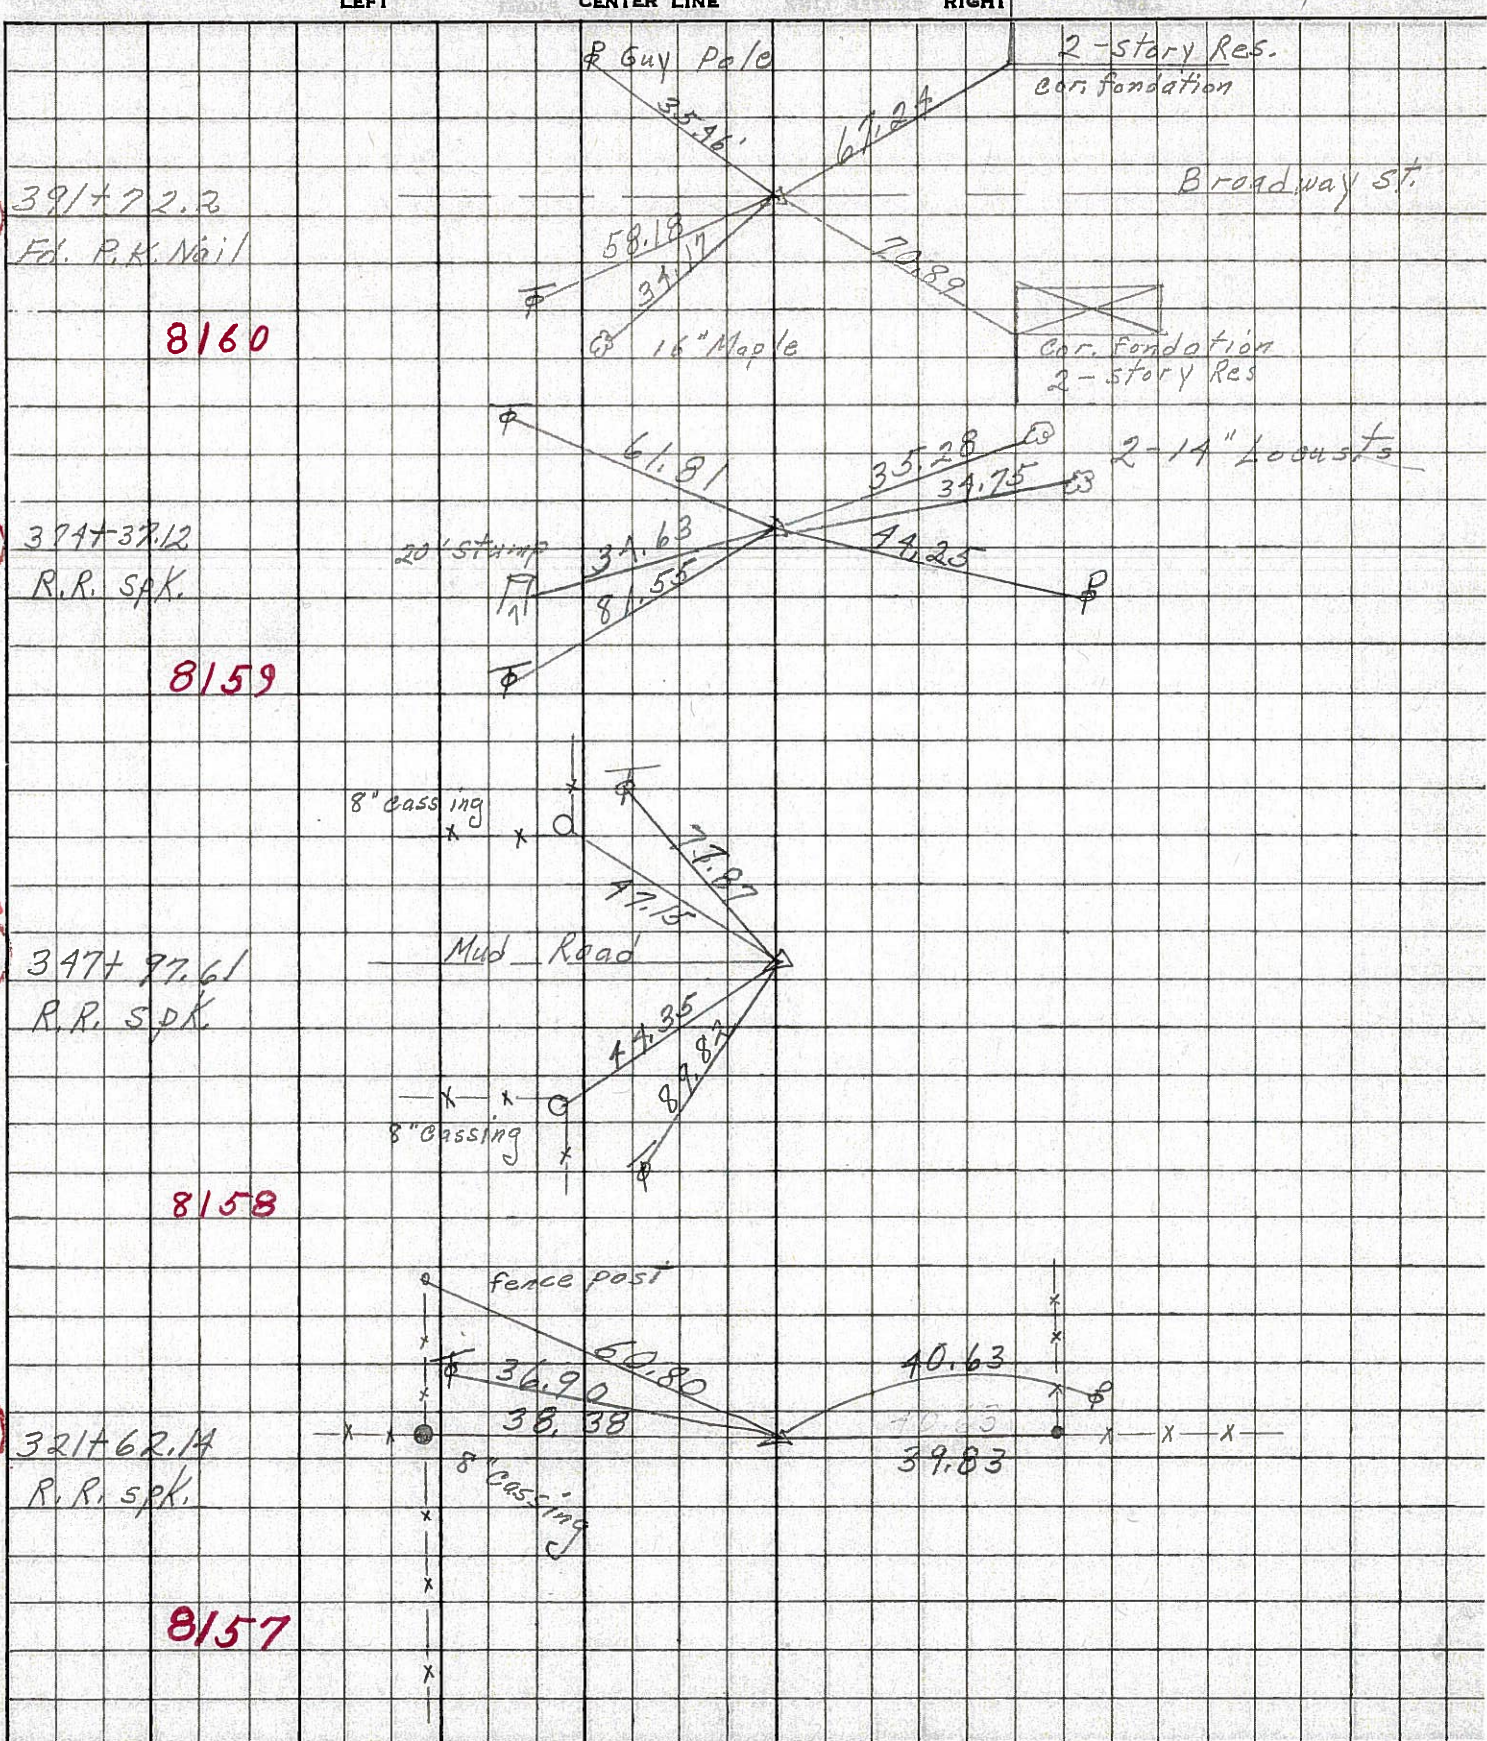 LEFT CENTER LINE RIGHT
Guy Pole
2-story Res.
cor. fondation
35.46'
67.24
391+72.2
Broadway st.
Fd. P.K. Nail
58.18
34.17
70.89
8160
16" Maple
cor. fondation
2-story Res
61.81
35.28
2-14" Locusts
34.75
374+37.12
20" stump
34.63
44.25
R.R. spk.
81.55
8159
8" cassing
77.87
47.15
Mud Road
347+97.61
R.R. spk.
44.35
8" cassing
8158
fence post
60.80
36.90
40.63
38.38
40.63
321+62.14
39.83
R.R. spk.
8" Cassing
8157